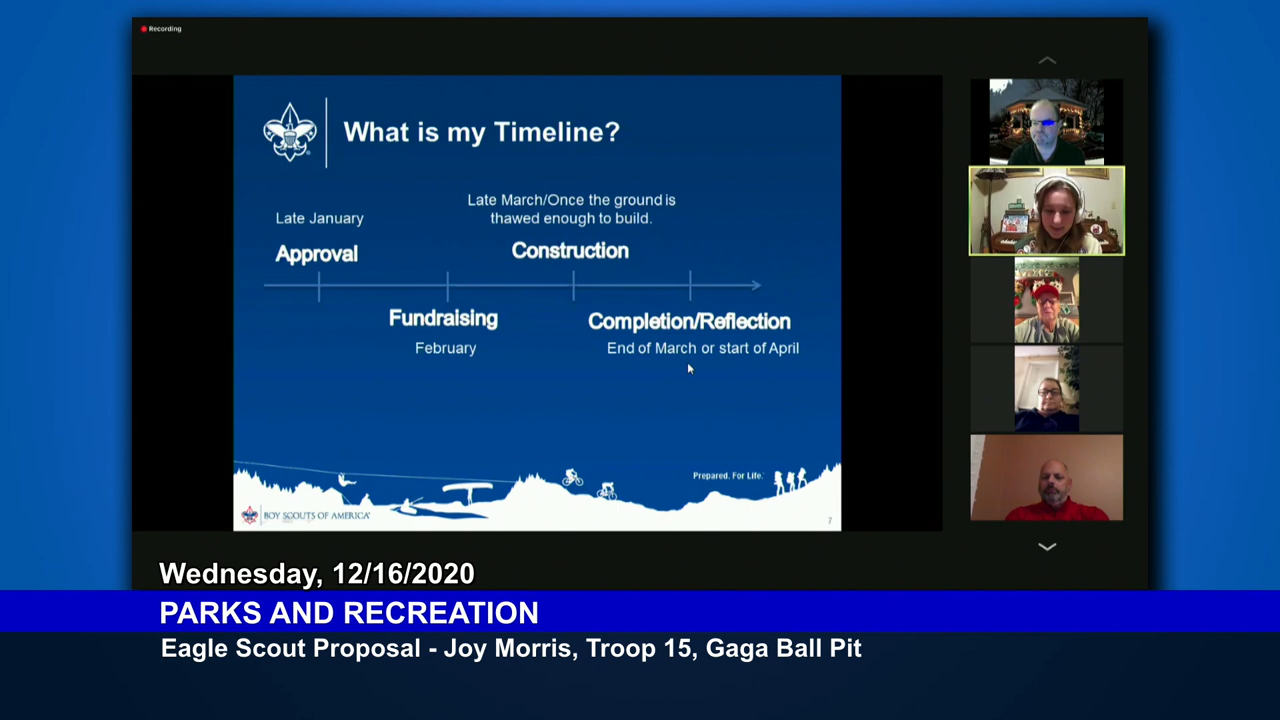 Recording
What is my Timeline?
Late January
Approval
Late March/Once the ground is
thawed enough to build.
Construction
Fundraising
February
Completion/Reflection
End of March or start of April
Prepared. For Life.
BOY SCOUTS OF AMERICA
7
Wednesday, 12/16/2020
PARKS AND RECREATION
Eagle Scout Proposal - Joy Morris, Troop 15, Gaga Ball Pit